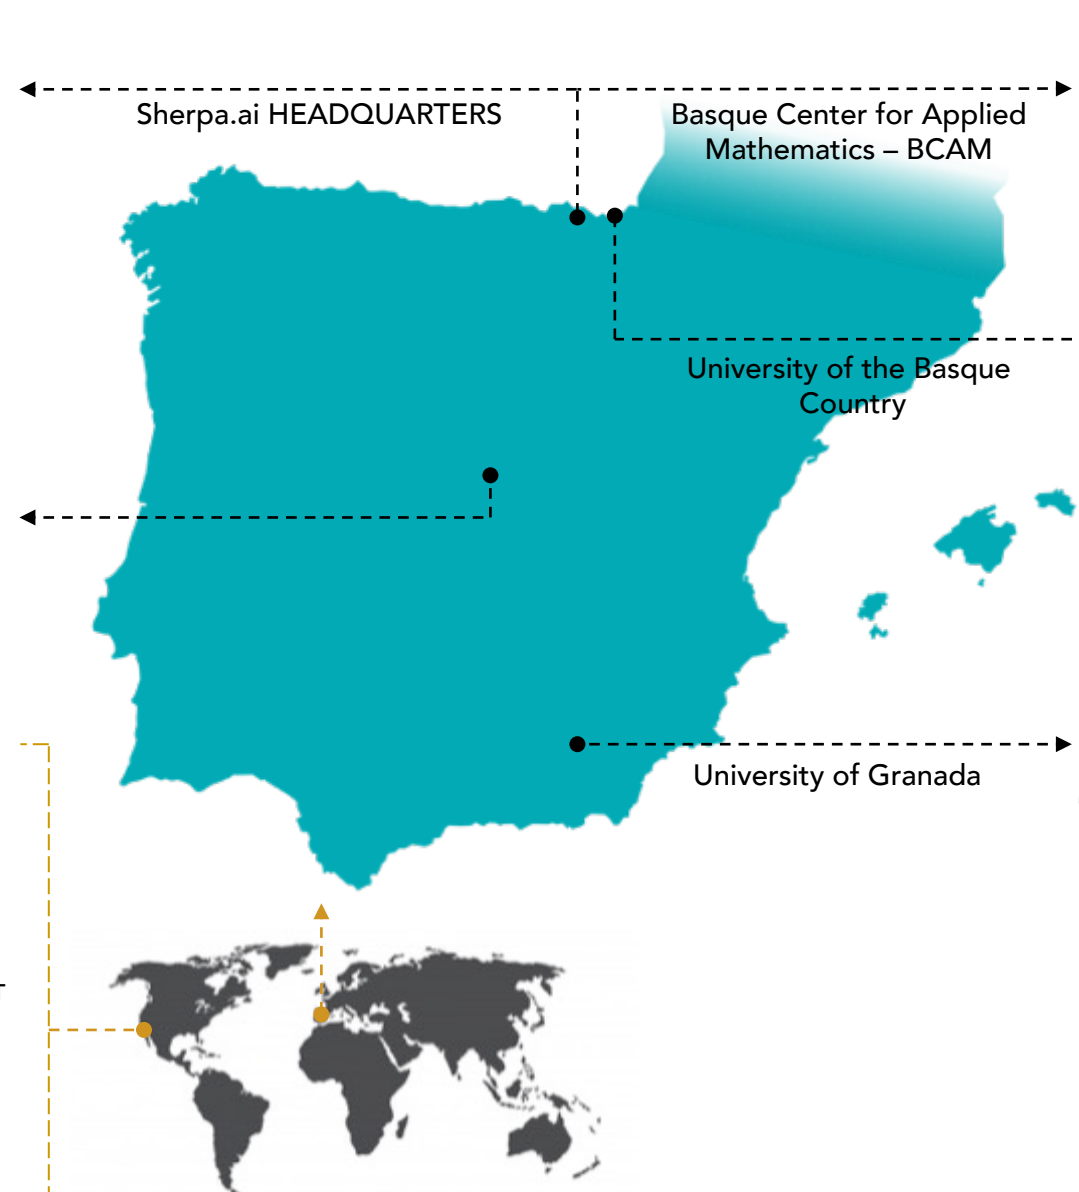 Sherpa.ai HEADQUARTERS
Basque Center for Applied
Mathematics – BCAM
University of the Basque
Country
University of Granada